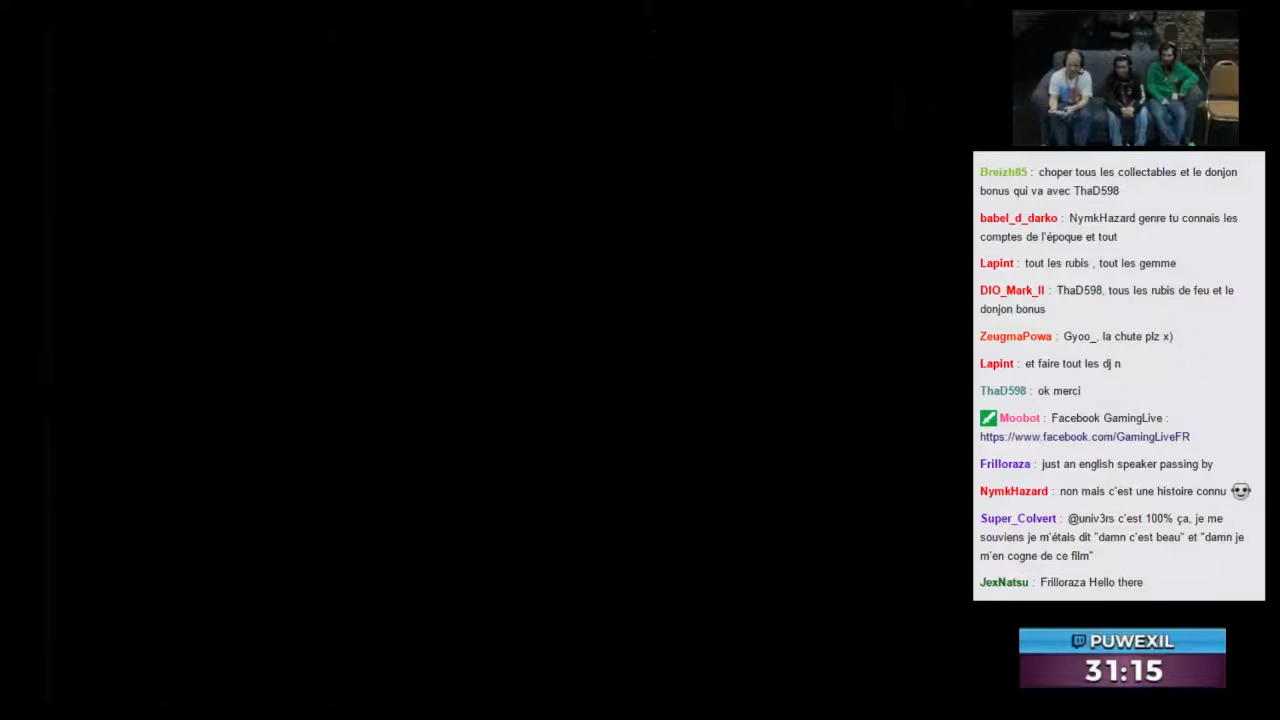 Breizh85 : choper tous les collectables et le donjon
bonus qui va avec ThaD598
babel_d_darko : NymkHazard genre tu connais les
comptes de l'époque et tout
Lapint : tout les rubis , tout les gemme
DIO_Mark_II : ThaD598, tous les rubis de feu et le
donjon bonus
ZeugmaPowa : Gyoo_, la chute plz x)
Lapint : et faire tout les dj n
ThaD598 : ok merci
Moobot : Facebook GamingLive :
https://www.facebook.com/GamingLiveFR
Frilloraza : just an english speaker passing by
NymkHazard : non mais c'est une histoire connu
Super_Colvert : @univ3rs c'est 100% ça, je me
souviens je m'étais dit "damn c'est beau" et "damn je
m'en cogne de ce film"
JexNatsu : Frilloraza Hello there
PUWEXIL
31:15